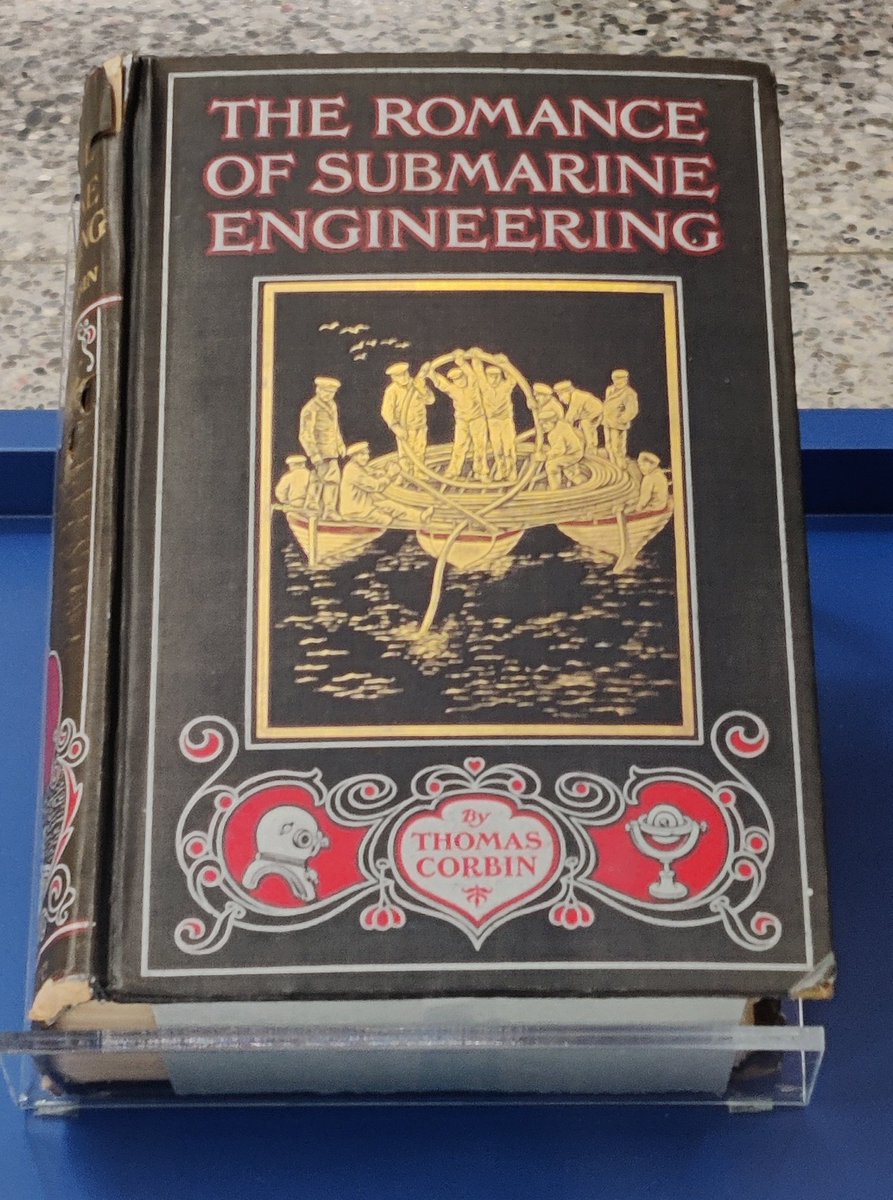 THE ROMANCE
OF SUBMARINE
ENGINEERING
By
THOMAS
CORBIN